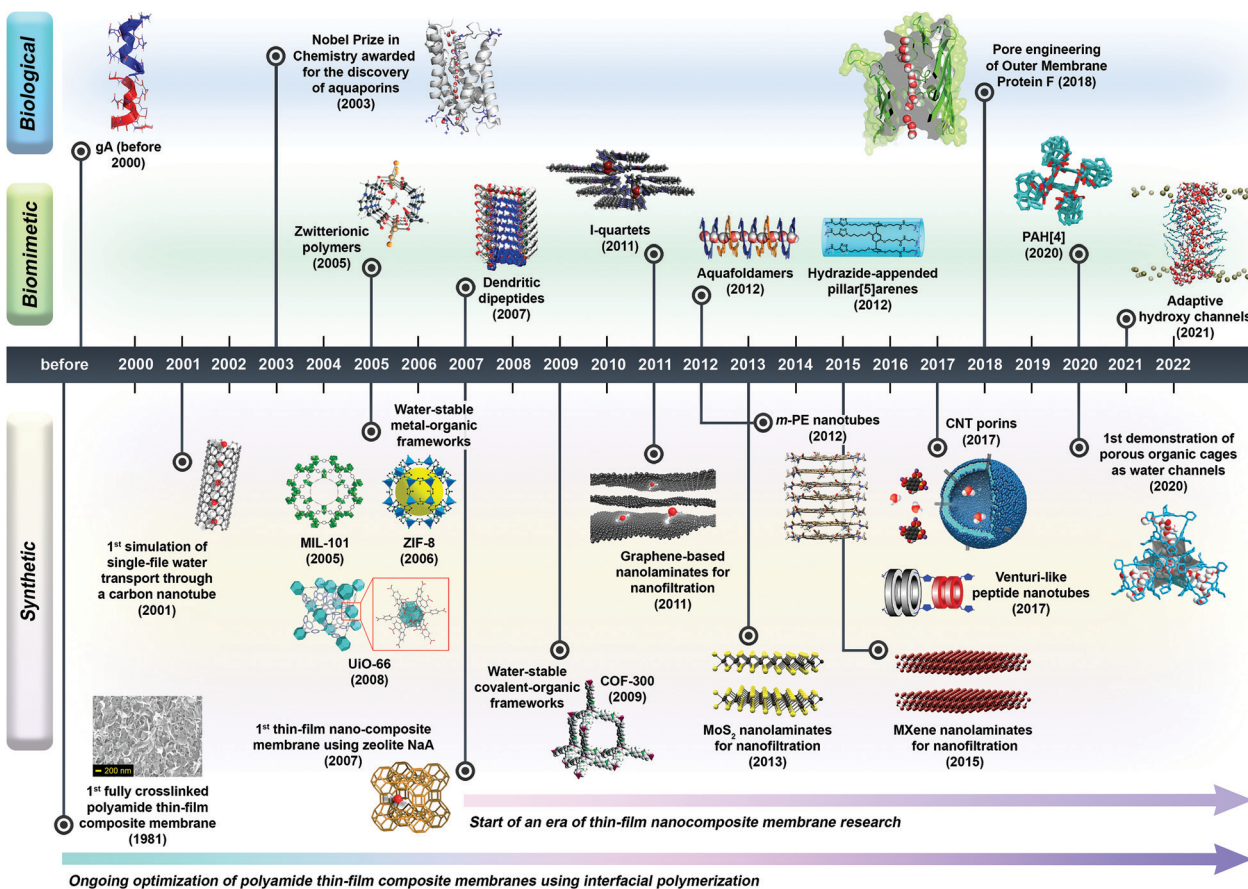 Biological
gA (before
2000)
Nobel Prize in
Chemistry awarded
for the discovery
of aquaporins
(2003)
Pore engineering
of Outer Membrane
Protein F (2018)
Biomimetic
Zwitterionic
polymers
(2005)
Dendritic
dipeptides
(2007)
I-quartets
(2011)
Aquafoldamers
(2012)
Hydrazide-appended
pillar[5]arenes
(2012)
PAH[4]
(2020)
Adaptive
hydroxy channels
(2021)
before 2000 2001 2002 2003 2004 2005 2006 2007 2008 2009 2010 2011 2012 2013 2014 2015 2016 2017 2018 2019 2020 2021 2022
Synthetic
1st simulation of
single-file water
transport through
a carbon nanotube
(2001)
Water-stable
metal-organic
frameworks
MIL-101
(2005)
ZIF-8
(2006)
UiO-66
(2008)
200 nm
1st fully crosslinked
polyamide thin-film
composite membrane
(1981)
1st thin-film nano-composite
membrane using zeolite NaA
(2007)
Water-stable
covalent-organic
frameworks
COF-300
(2009)
Graphene-based
nanolaminates for
nanofiltration
(2011)
m-PE nanotubes
(2012)
MoS2 nanolaminates
for nanofiltration
(2013)
CNT porins
(2017)
Venturi-like
peptide nanotubes
(2017)
MXene nanolaminates
for nanofiltration
(2015)
1st demonstration of
porous organic cages
as water channels
(2020)
Start of an era of thin-film nanocomposite membrane research
Ongoing optimization of polyamide thin-film composite membranes using interfacial polymerization